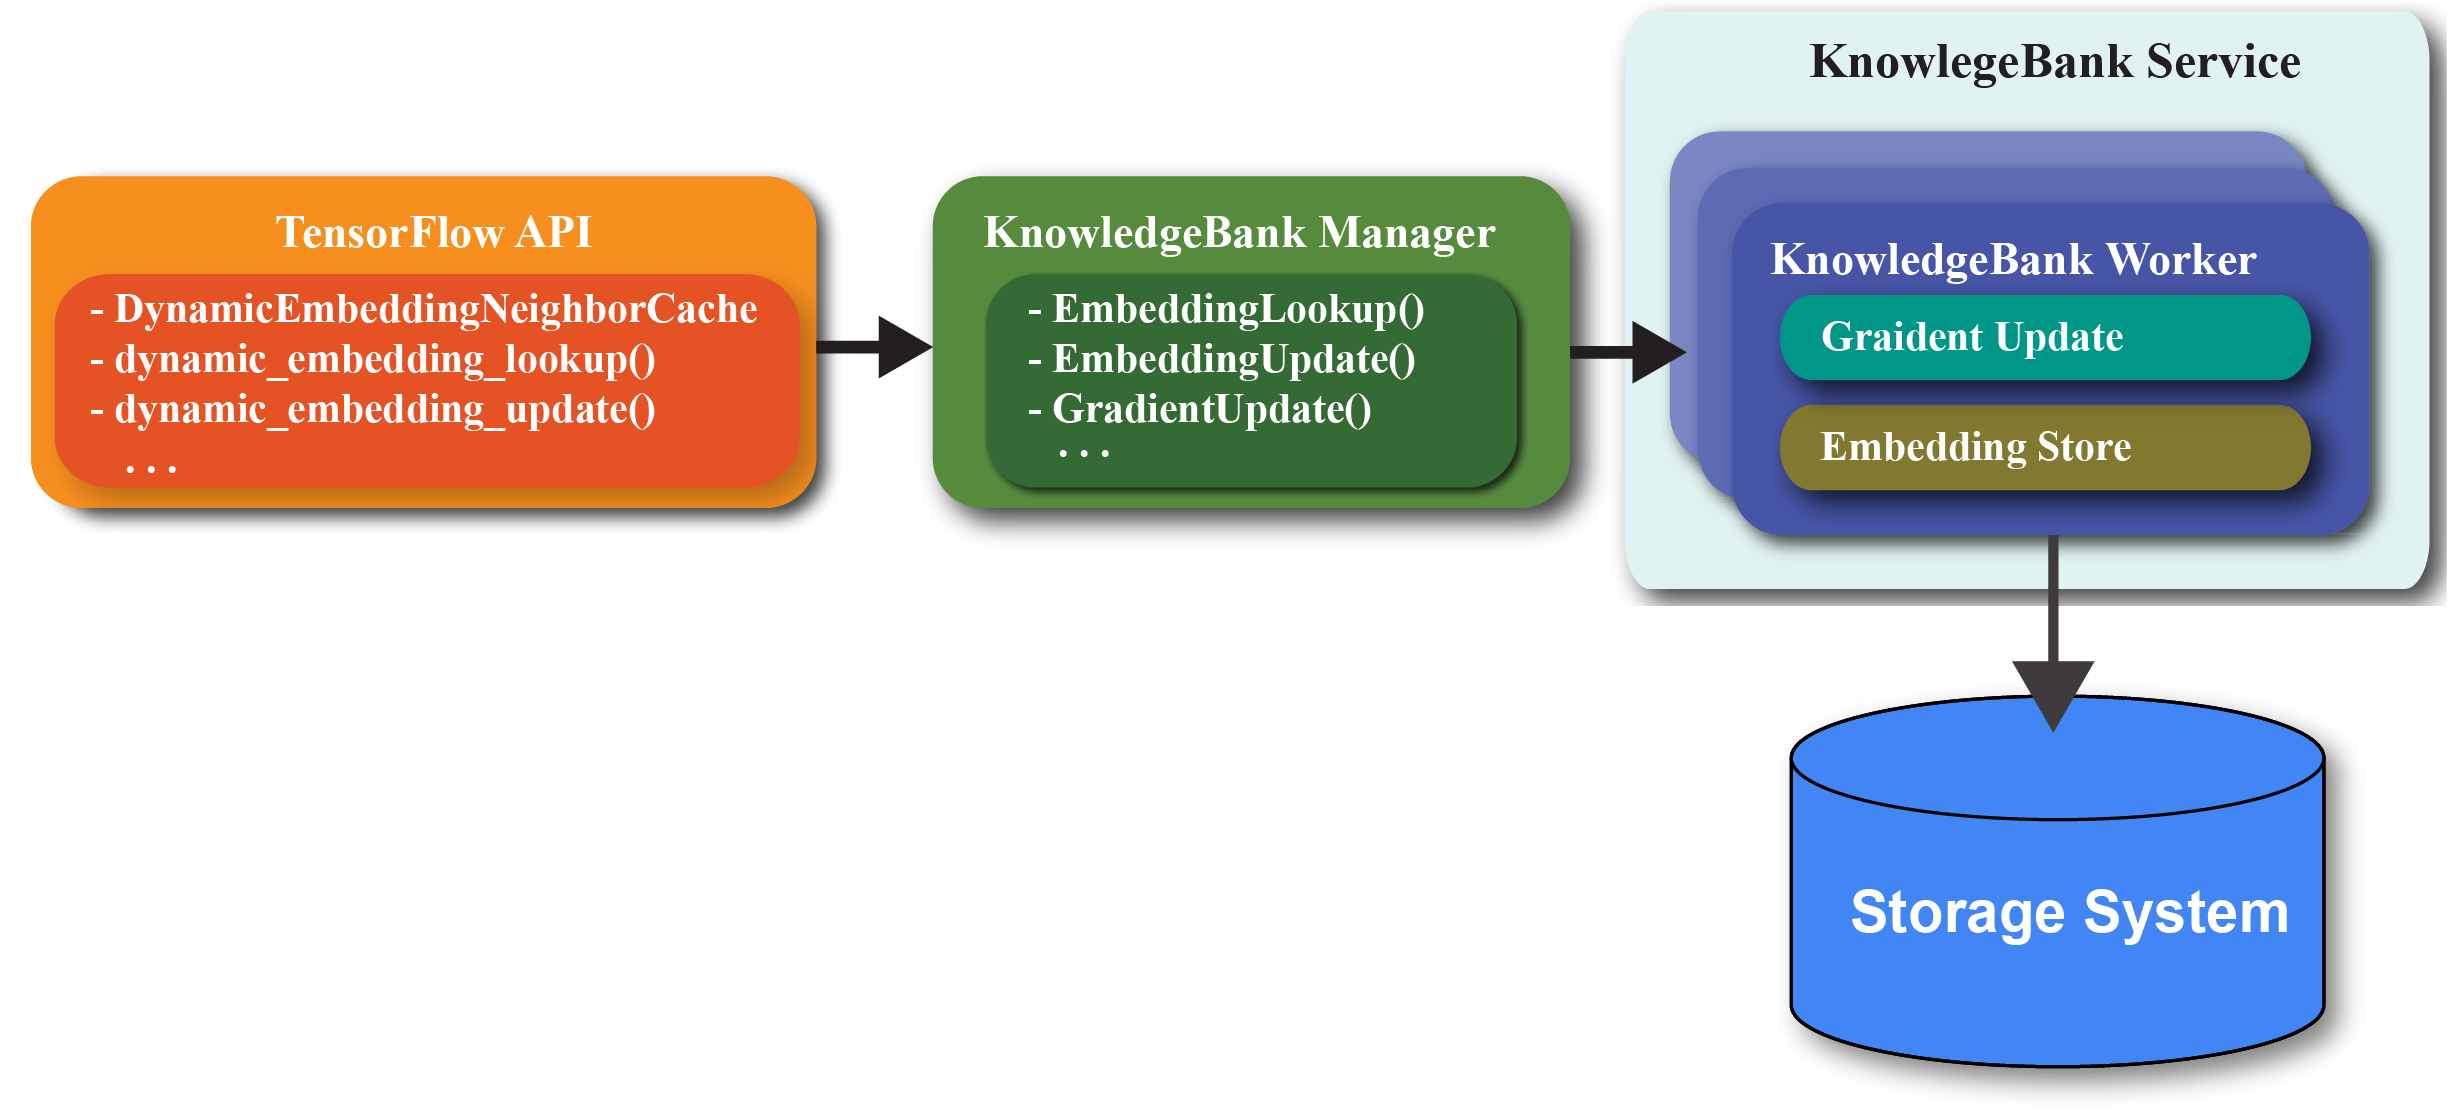 TensorFlow API
- DynamicEmbeddingNeighborCache
- dynamic_embedding_lookup()
- dynamic_embedding_update()
. . .
KnowledgeBank Manager
- EmbeddingLookup()
- EmbeddingUpdate()
- GradientUpdate()
. . .
KnowlegeBank Service
KnowledgeBank Worker
Graident Update
Embedding Store
Storage System